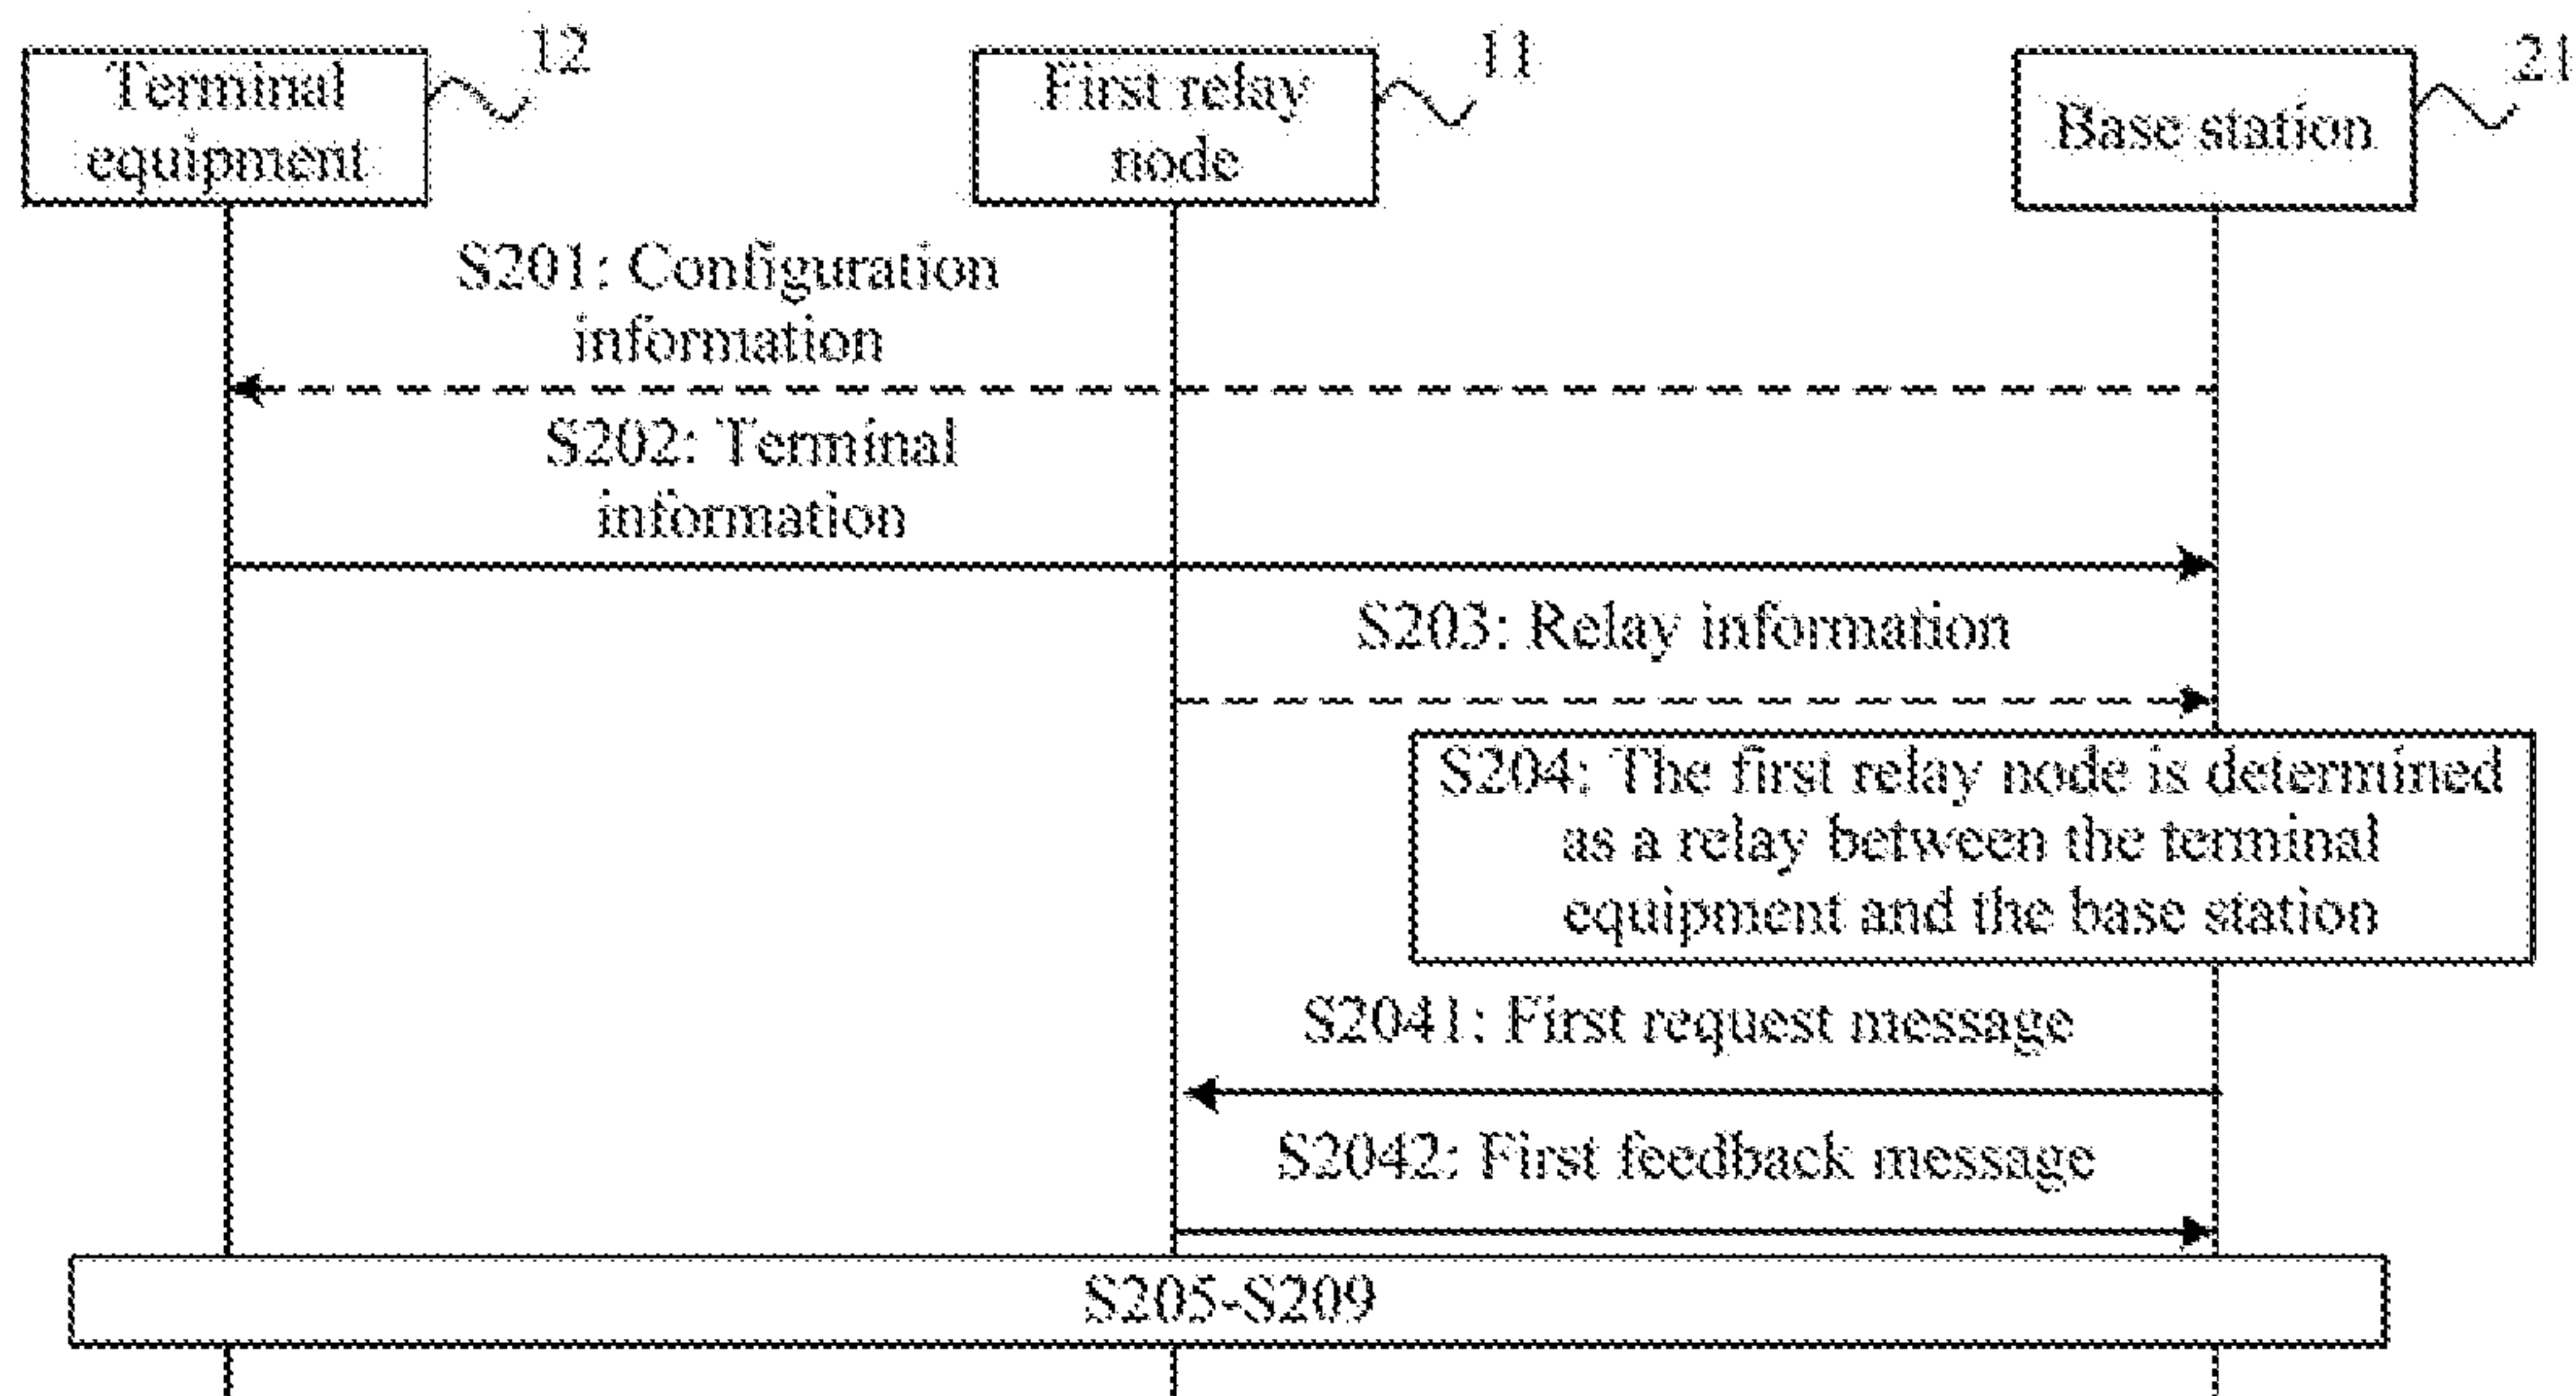 Terminal
equipment
12
First relay
node
11
Base station
21
S201: Configuration
information
S202: Terminal
information
S203: Relay information
S204: The first relay node is determined
as a relay between the terminal
equipment and the base station
S2041: First request message
S2042: First feedback message
S205-S209